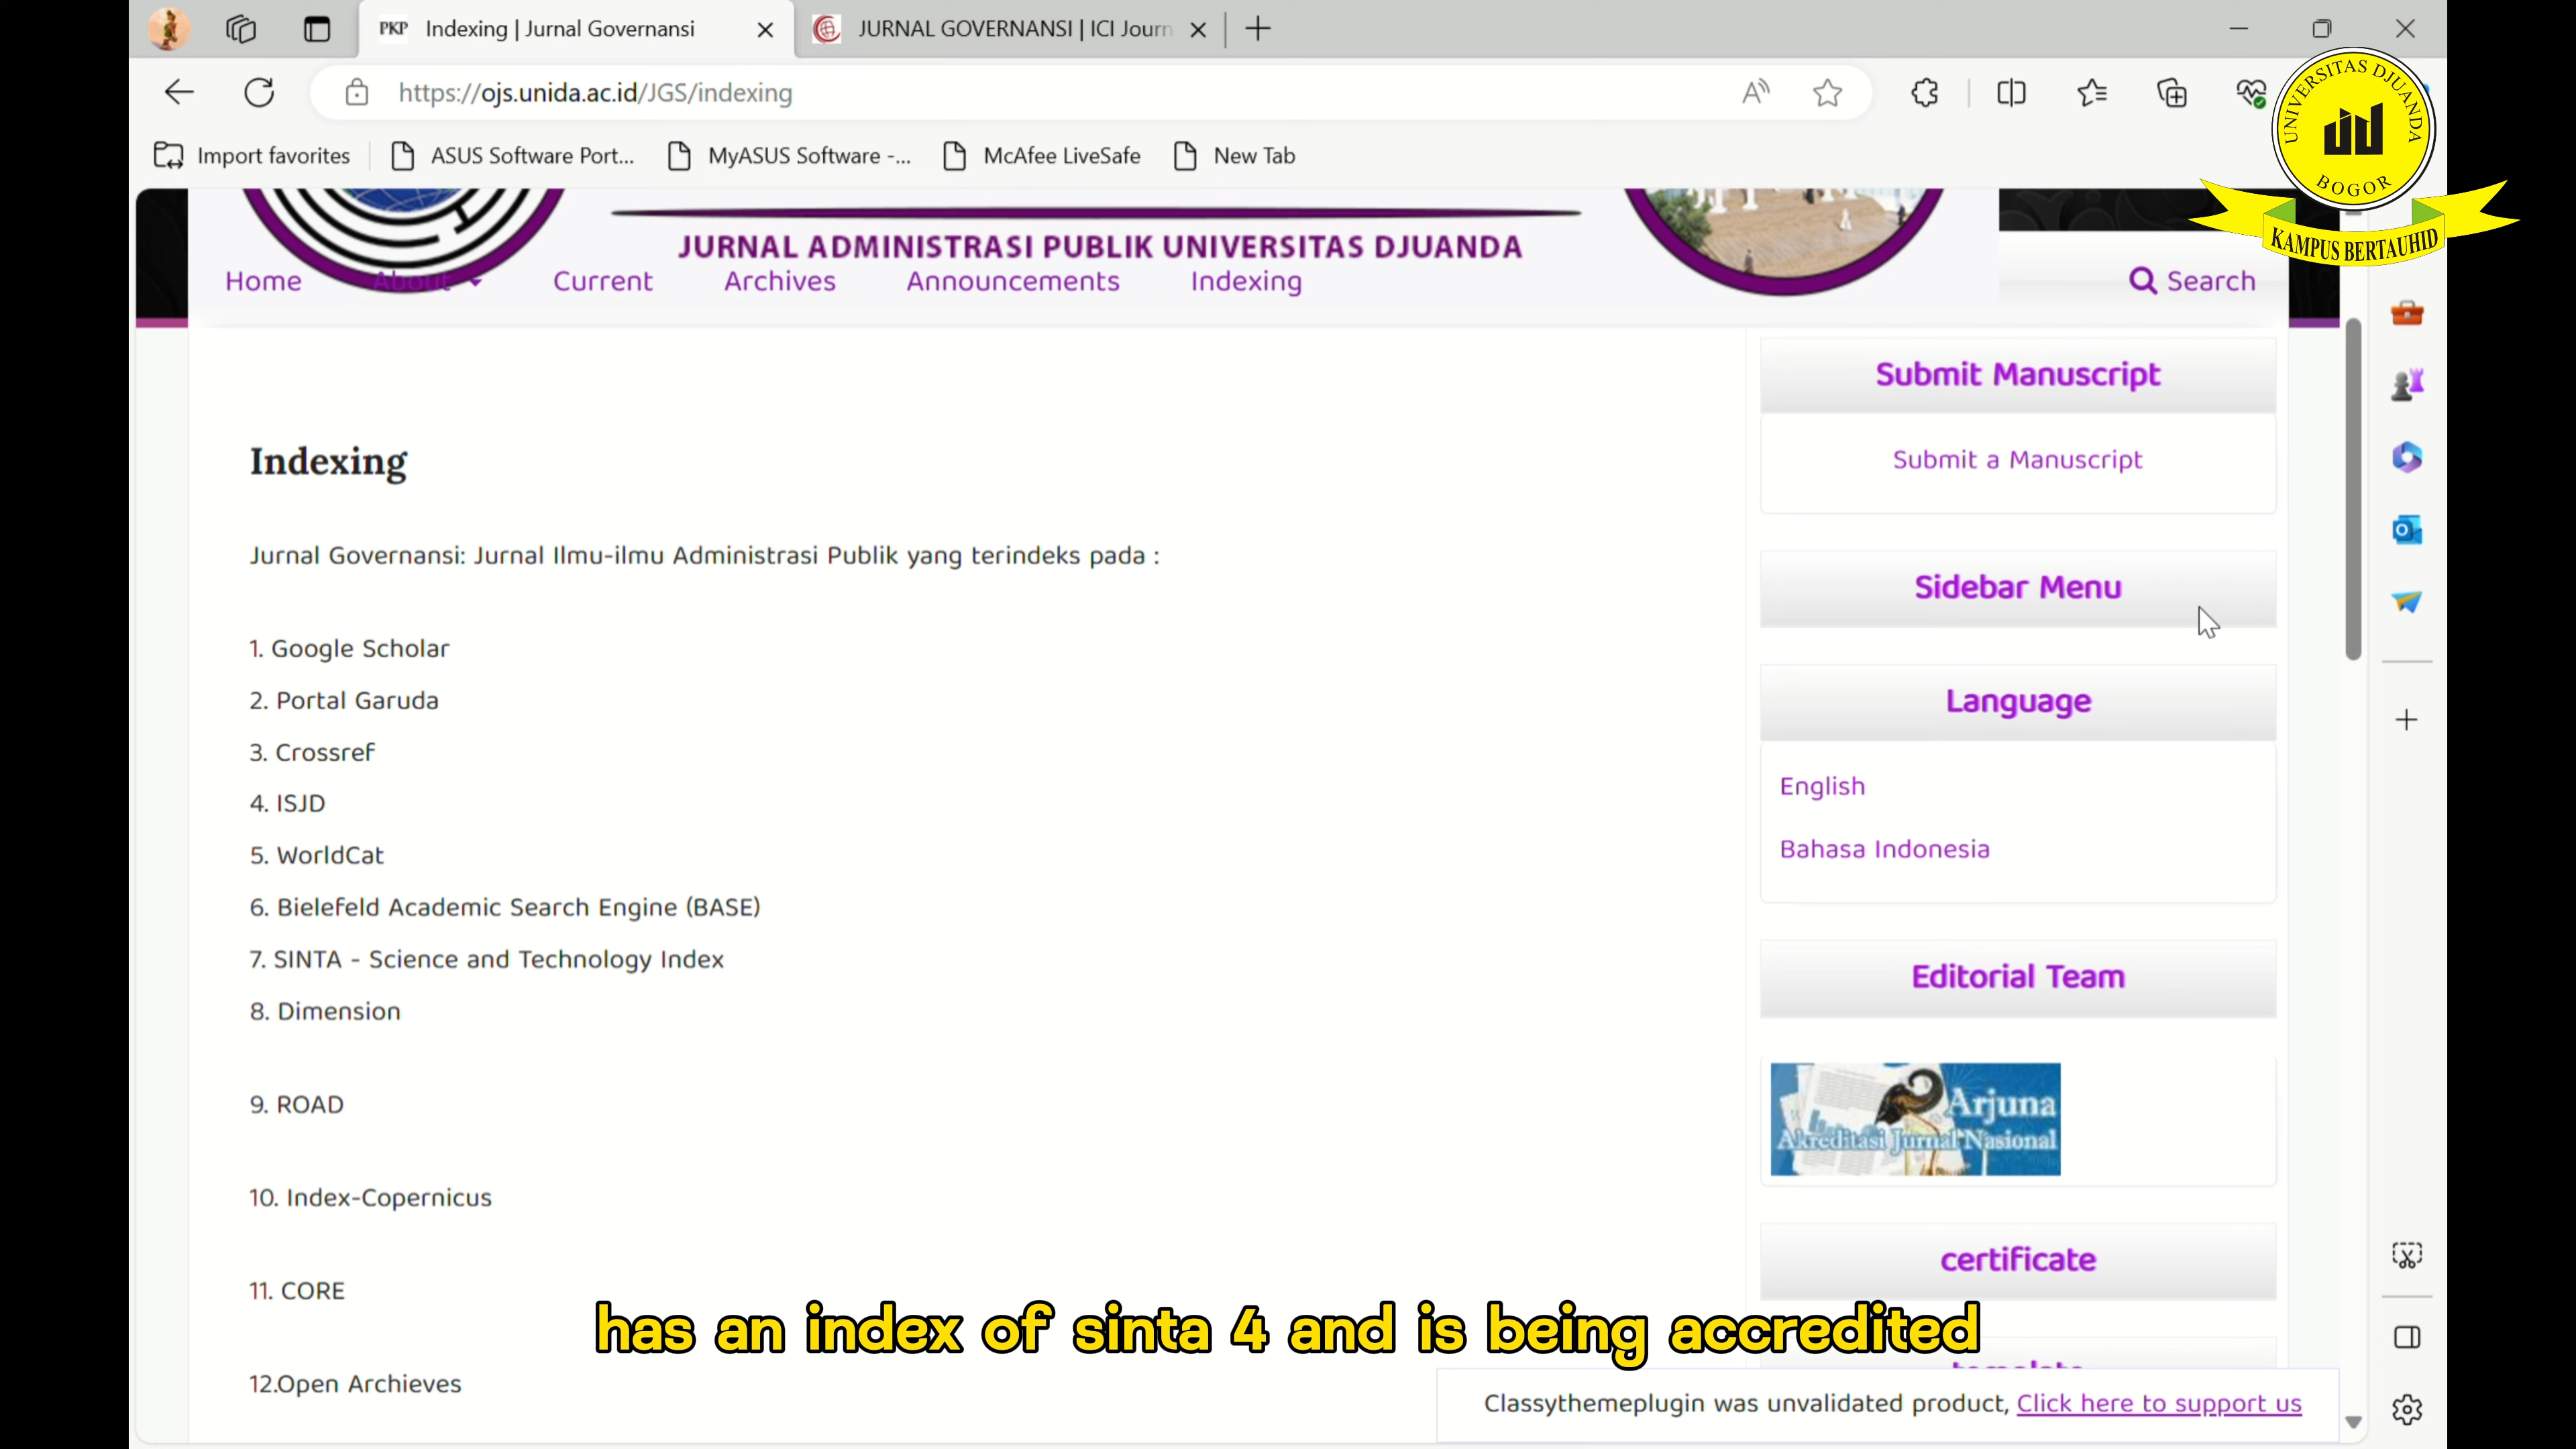 PKP Indexing | Jurnal Governansi
JURNAL GOVERNANSI | ICI Journ
https://ojs.unida.ac.id/JGS/indexing
Import favorites
ASUS Software Port...
MyASUS Software -...
McAfee LiveSafe
New Tab
UNIVERSITAS DJUANDA
BOGOR
KAMPUS BERTAUHID
JURNAL ADMINISTRASI PUBLIK UNIVERSITAS DJUANDA
Home
About
Current
Archives
Announcements
Indexing
Search
Indexing
Jurnal Governansi: Jurnal Ilmu-ilmu Administrasi Publik yang terindeks pada :
1. Google Scholar
2. Portal Garuda
3. Crossref
4. ISJD
5. WorldCat
6. Bielefeld Academic Search Engine (BASE)
7. SINTA - Science and Technology Index
8. Dimension
9. ROAD
10. Index-Copernicus
11. CORE
12.Open Archieves
Submit Manuscript
Submit a Manuscript
Sidebar Menu
Language
English
Bahasa Indonesia
Editorial Team
Arjuna
Akreditasi Jurnal Nasional
certificate
has an index of sinta 4 and is being accredited
Classythemeplugin was unvalidated product, Click here to support us